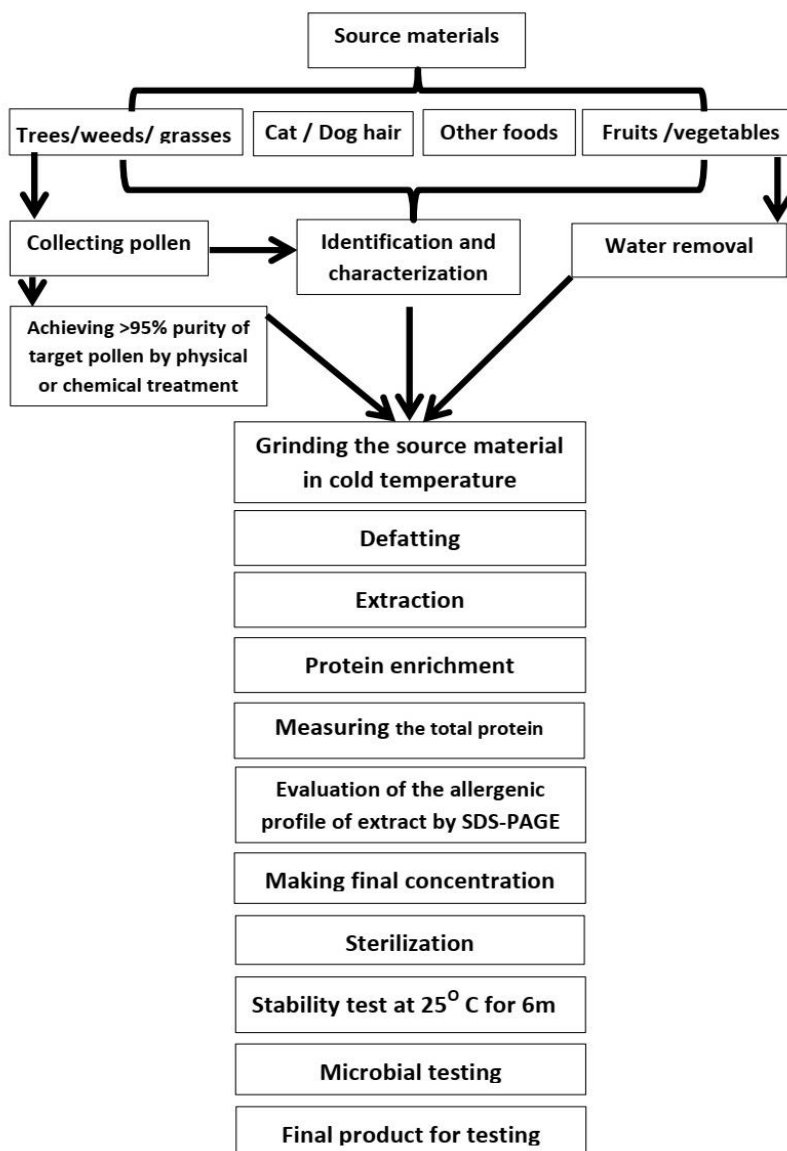 Source materials
Trees/weeds/ grasses
Cat / Dog hair
Other foods
Fruits /vegetables
Collecting pollen
Identification and
characterization
Water removal
Achieving >95% purity of
target pollen by physical
or chemical treatment
Grinding the source material
in cold temperature
Defatting
Extraction
Protein enrichment
Measuring the total protein
Evaluation of the allergenic
profile of extract by SDS-PAGE
Making final concentration
Sterilization
Stability test at 25° C for 6m
Microbial testing
Final product for testing